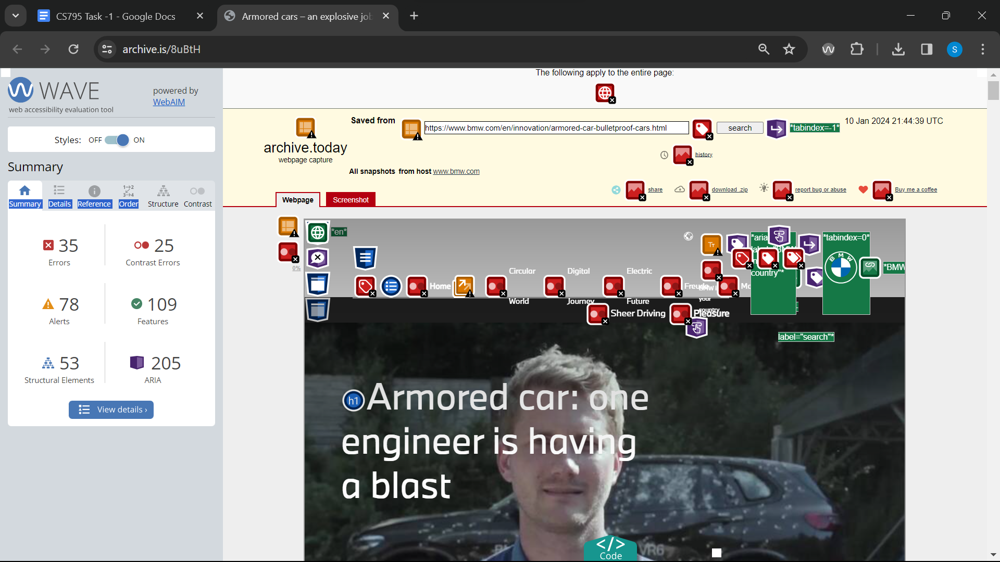 CS795 Task -1 - Google Docs
Armored cars – an explosive job
archive.is/8uBtH
S
WAVE
web accessibility evaluation tool
powered by
WebAIM
Styles: OFF ON
Summary
Summary Details Reference Order Structure Contrast
35
Errors
25
Contrast Errors
78
Alerts
109
Features
53
Structural Elements
205
ARIA
View details ›
The following apply to the entire page:
archive.today
webpage capture
Saved from
https://www.bmw.com/en/innovation/armored-car-bulletproof-cars.html
search
*tabindex=-1*
10 Jan 2024 21:44:39 UTC
history
All snapshots from host www.bmw.com
share
download .zip
report bug or abuse
Buy me a coffee
Webpage
Screenshot
0%
*en*
Home
Circular
World
Digital
Journey
Electric
Future
Freude
your
country
country"*
*tabindex=0*
BMW
*BMW
Sheer Driving
Pleasure
label="search"*
h1
Armored car: one
engineer is having
a blast
VR6
</>
Code